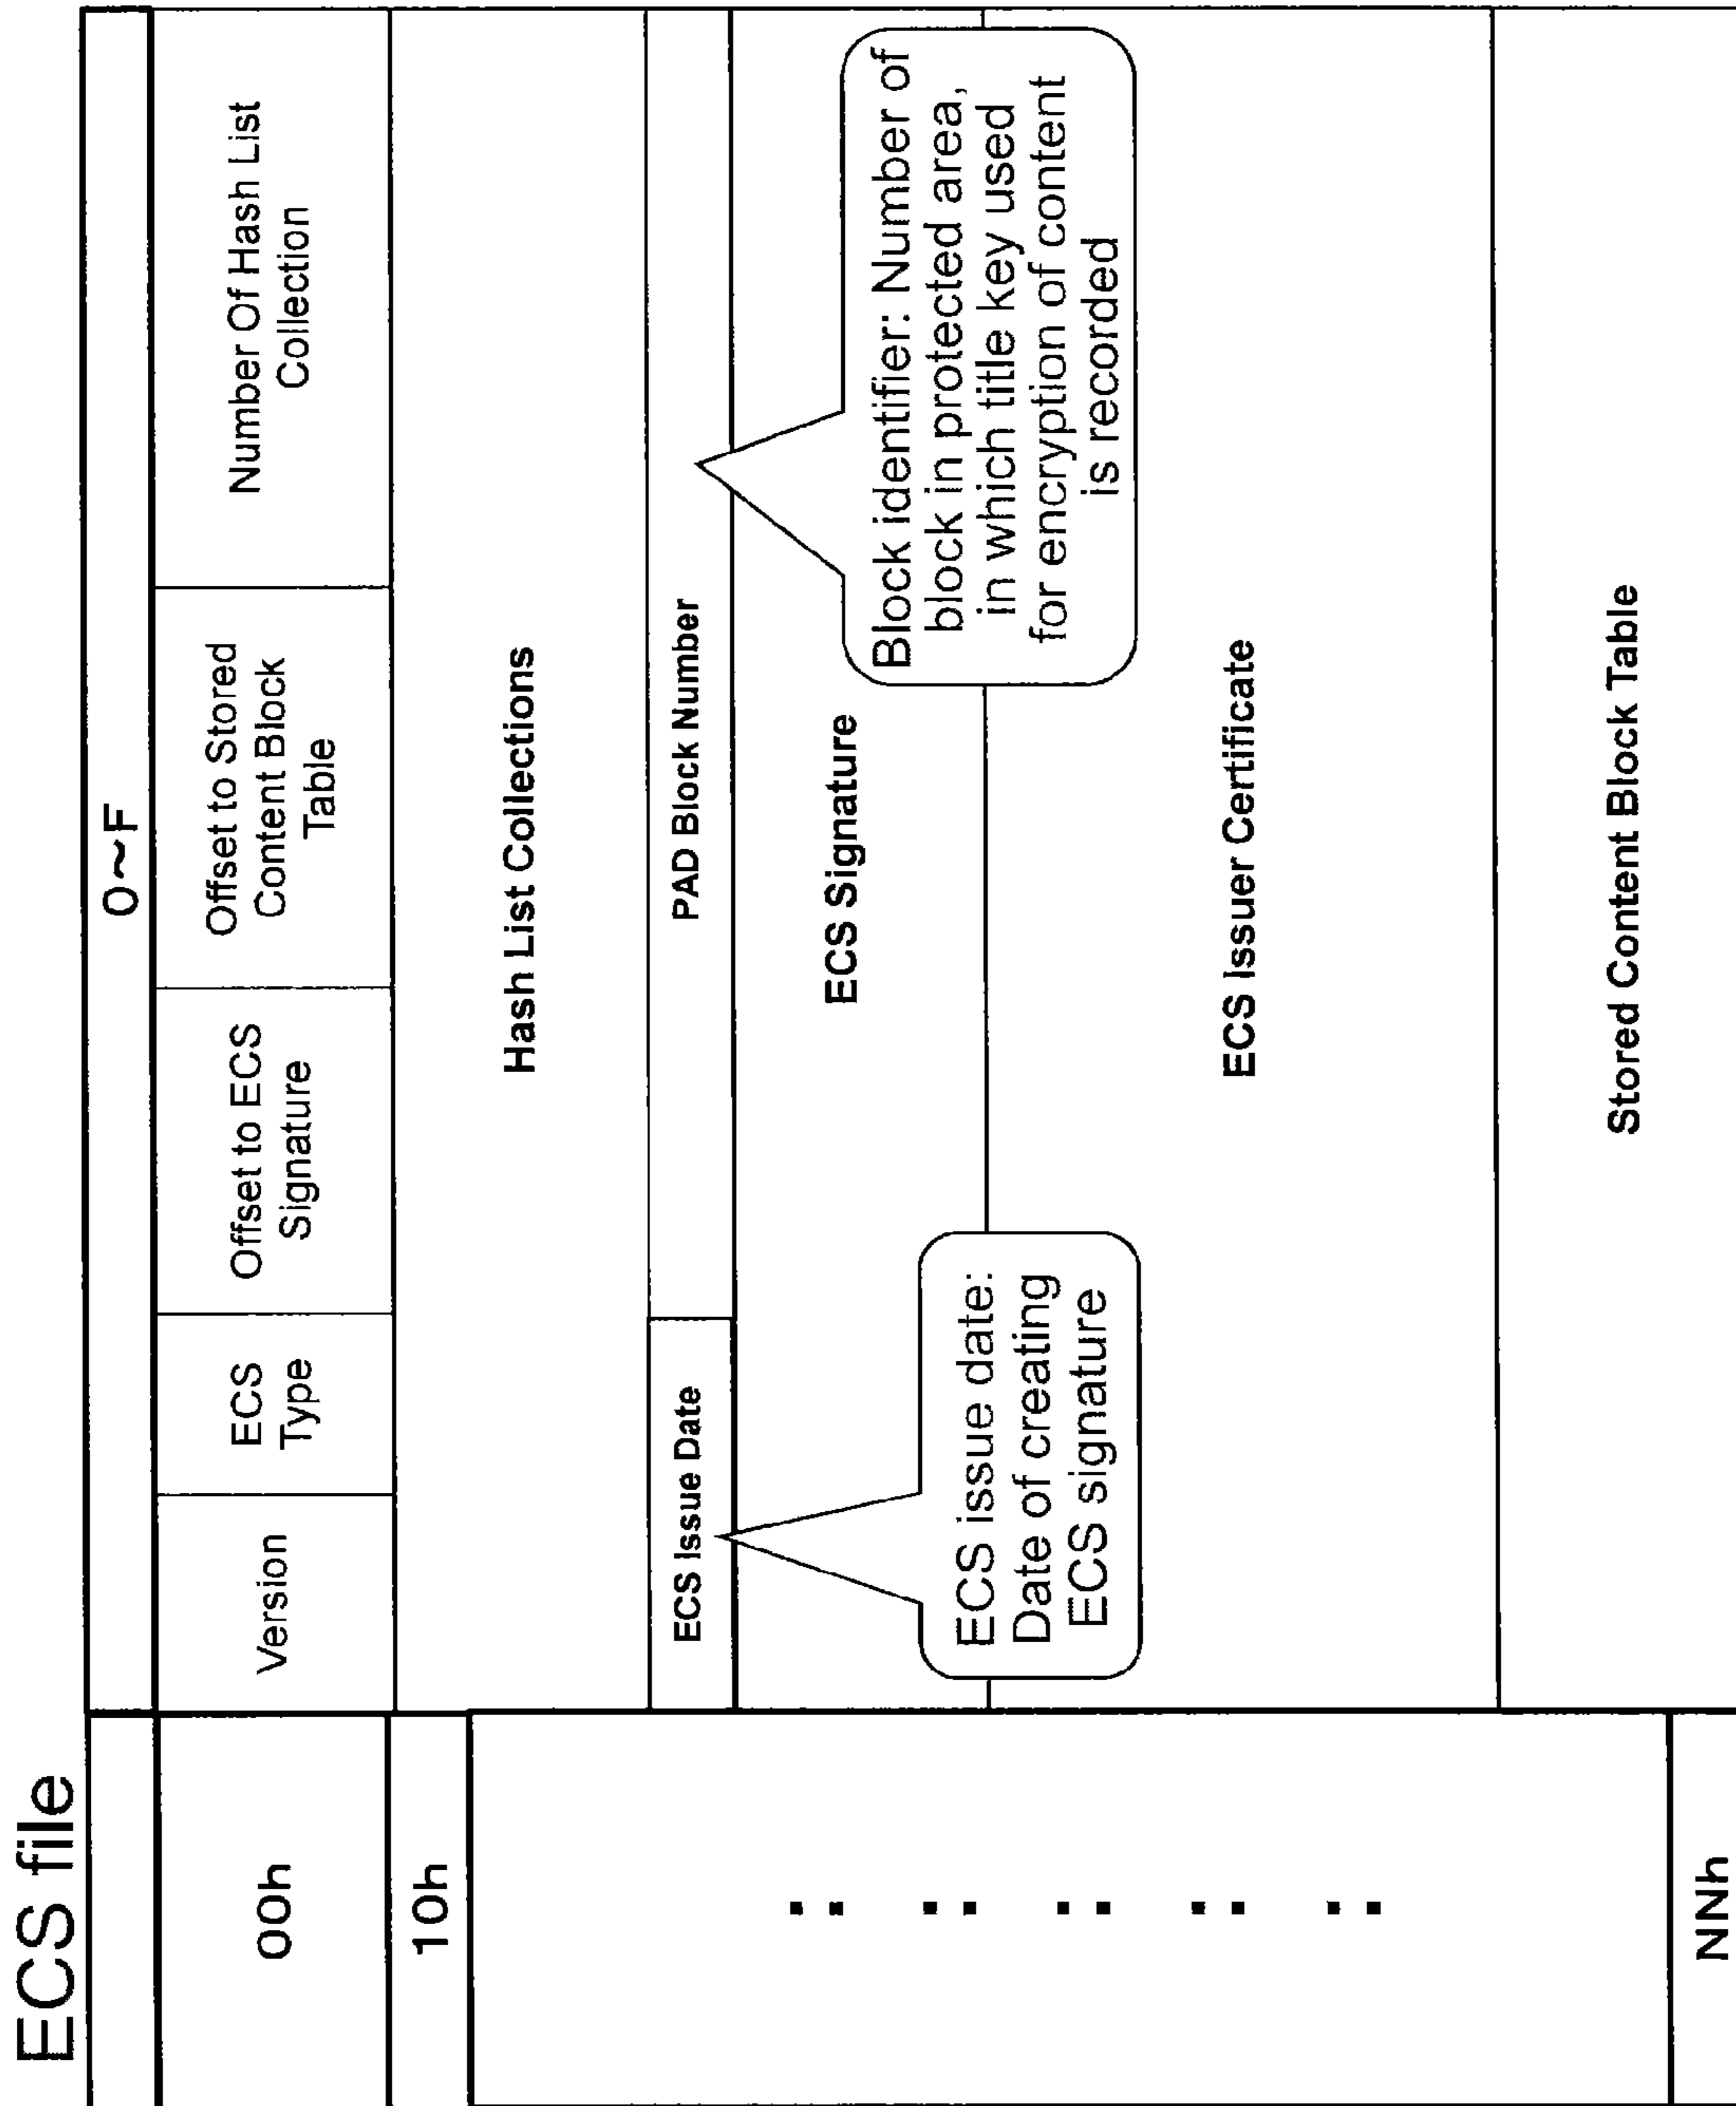 ECS file
0~F
00h
Version
ECS
Type
Offset to ECS
Signature
Offset to Stored
Content Block
Table
Number Of Hash List
Collection
10h
Hash List Collections
ECS Issue Date
PAD Block Number
ECS Signature
ECS issue date:
Date of creating
ECS signature
Block identifier: Number of
block in protected area,
in which title key used
for encryption of content
is recorded
ECS Issuer Certificate
Stored Content Block Table
NNh